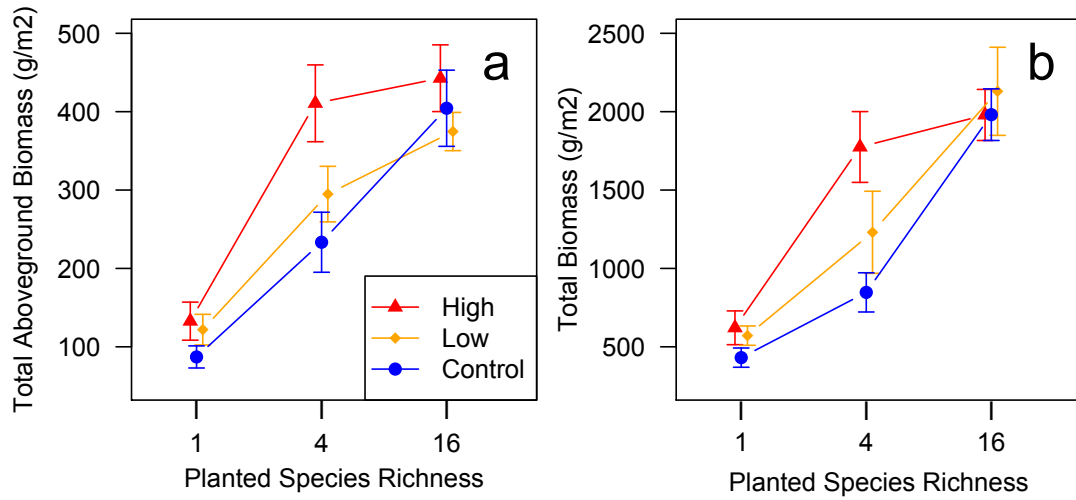 Total Aboveground Biomass (g/m2)
500
400
300
200
100
a
High
Low
Control
1
4
16
Planted Species Richness
Total Biomass (g/m2)
2500
2000
1500
1000
500
b
1
4
16
Planted Species Richness